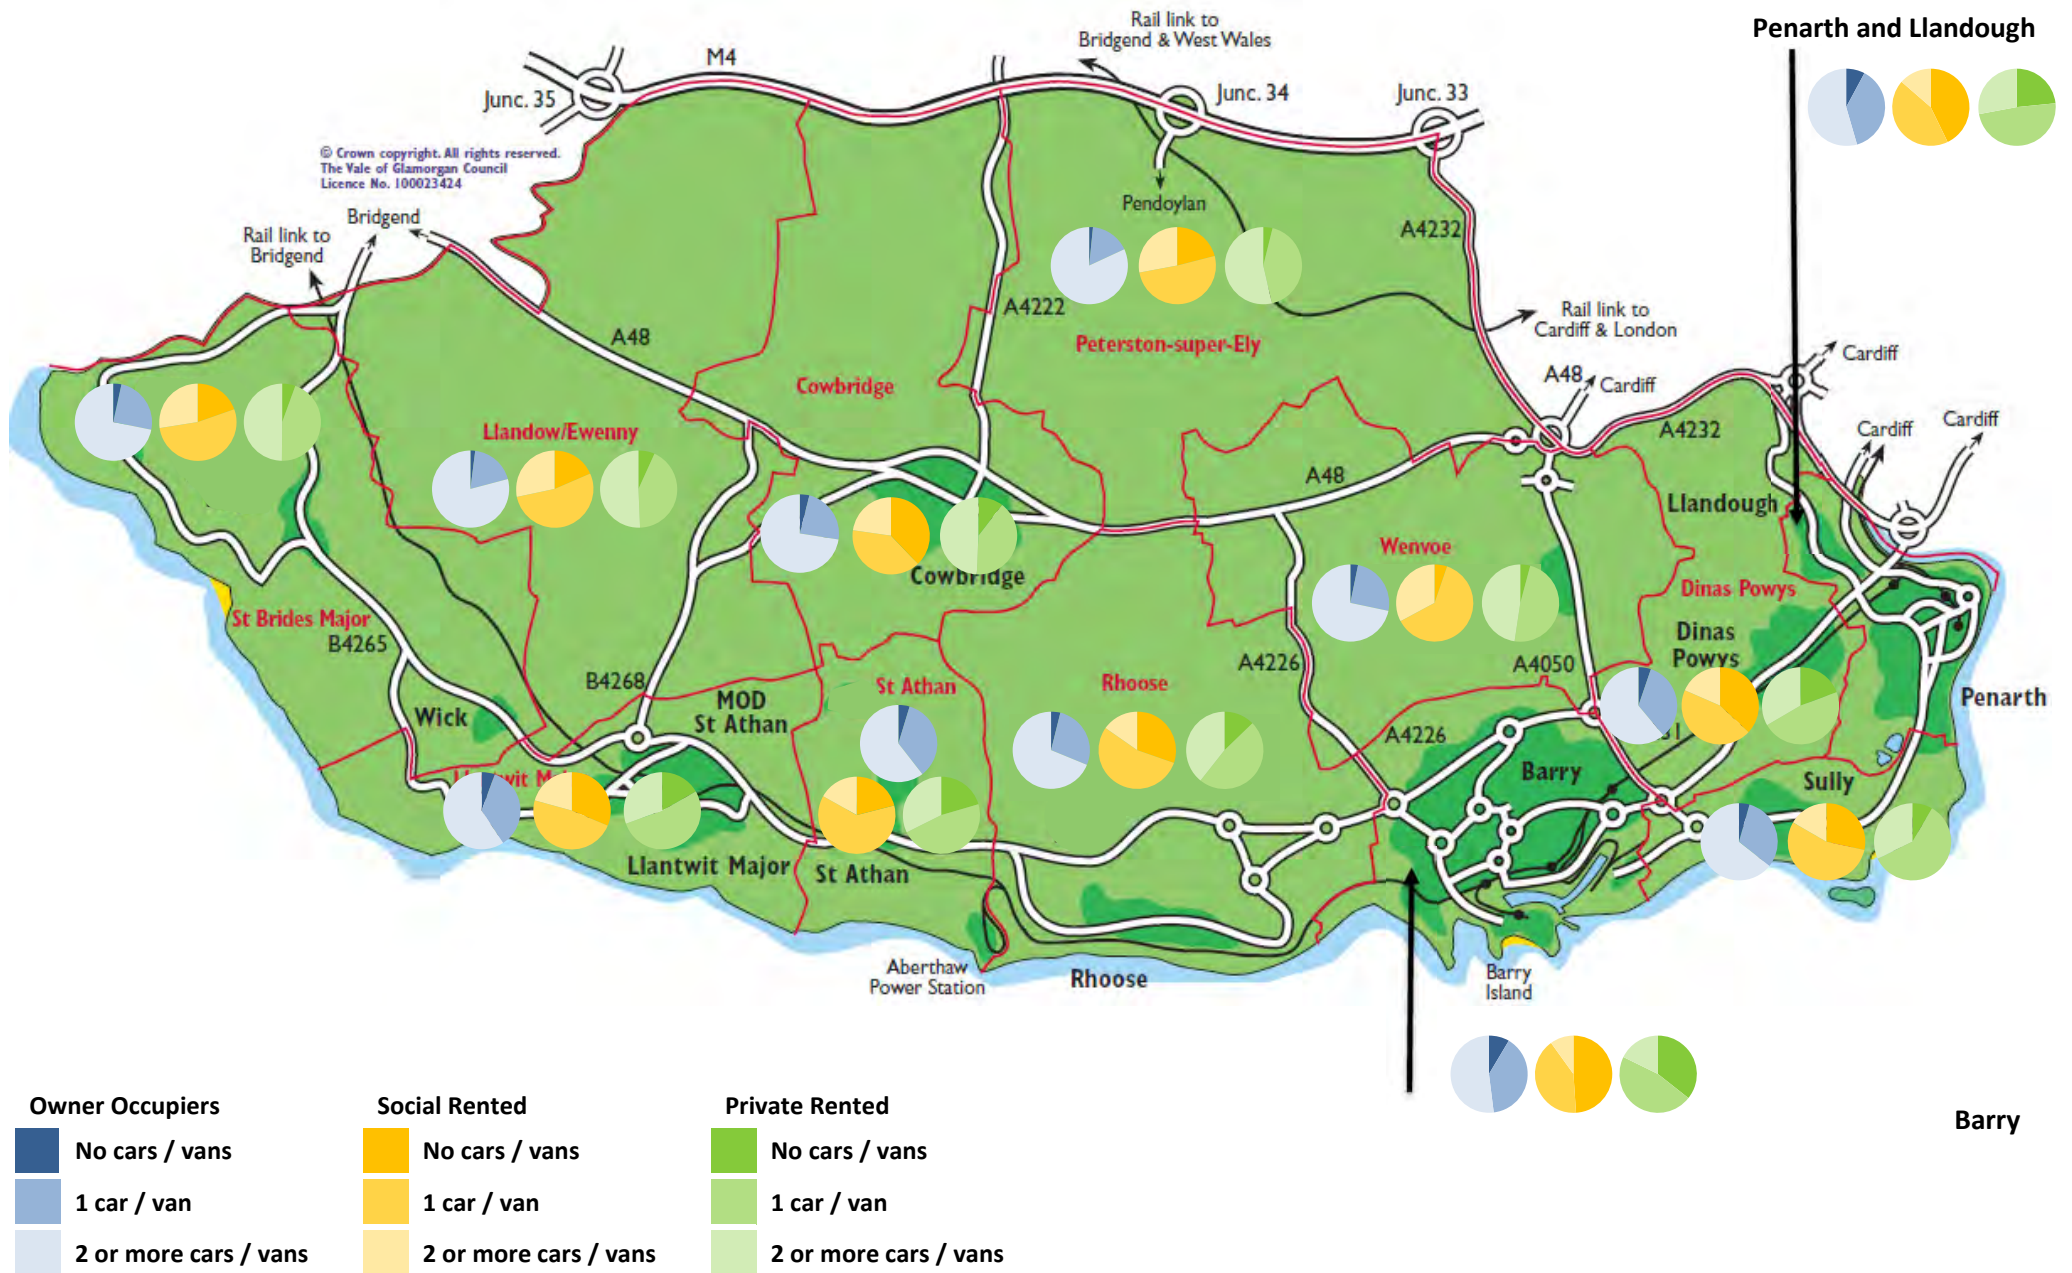 Rail link to
Bridgend & West Wales
Penarth and Llandough
M4
Junc. 35
Junc. 34
Junc. 33
© Crown copyright. All rights reserved.
The Vale of Glamorgan Council
Licence No. 100023424
Pendoylan
Bridgend
Rail link to
Bridgend
A4232
A4222
Rail link to
Cardiff & London
A48
Peterston-super-Ely
Cardiff
A48
Cardiff
Cowbridge
Llandow/Ewenny
A4232
Cardiff
Cardiff
A48
Llandough
Wenvoe
Cowbridge
Dinas Powys
St Brides Major
B4265
Dinas
Powys
A4226
A4050
B4268
MOD
St Athan
St Athan
Rhoose
Penarth
Wick
A4226
Barry
Sully
Llantwit Major
St Athan
Aberthaw
Power Station
Rhoose
Barry
Island
Barry
Owner Occupiers
No cars / vans
1 car / van
2 or more cars / vans
Social Rented
No cars / vans
1 car / van
2 or more cars / vans
Private Rented
No cars / vans
1 car / van
2 or more cars / vans